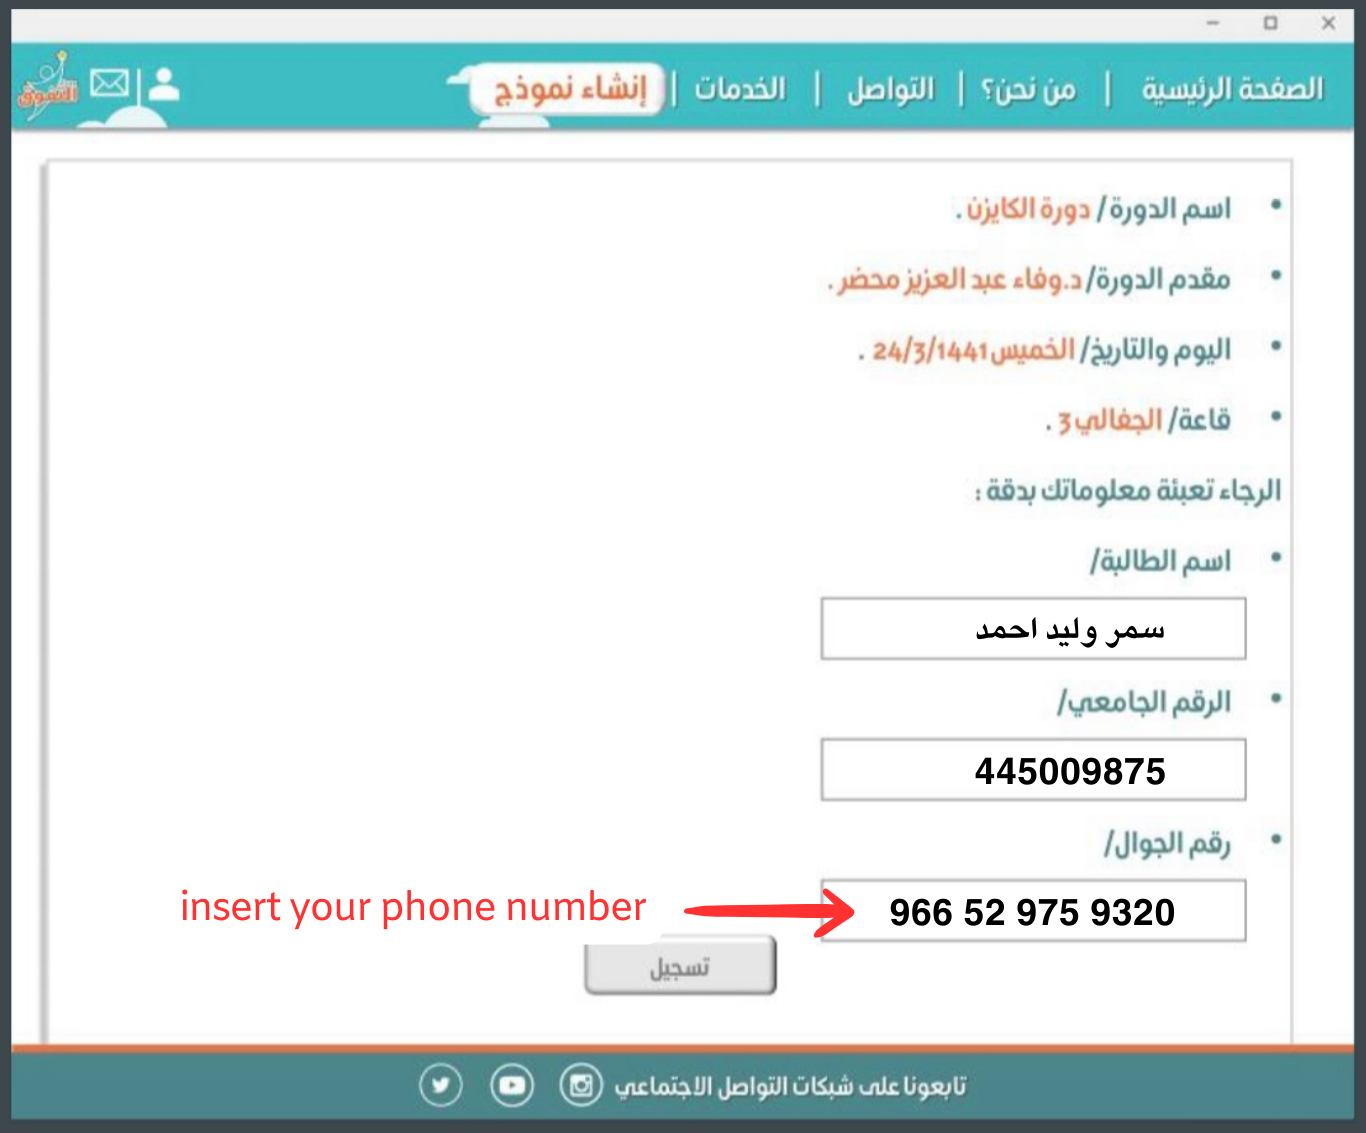 الصفحة الرئيسية | من نحن؟ | التواصل | الخدمات | إنشاء نموذج
التسوق
اسم الدورة/ دورة الكايزن .
مقدم الدورة/ د.وفاء عبد العزيز محضر .
اليوم والتاريخ/ الخميس 24/3/1441 .
قاعة/ الجفالي 3 .
الرجاء تعبئة معلوماتك بدقة :
اسم الطالبة/
سمر وليد احمد
الرقم الجامعي/
445009875
رقم الجوال/
966 52 975 9320
insert your phone number
تسجيل
تابعونا على شبكات التواصل الاجتماعي